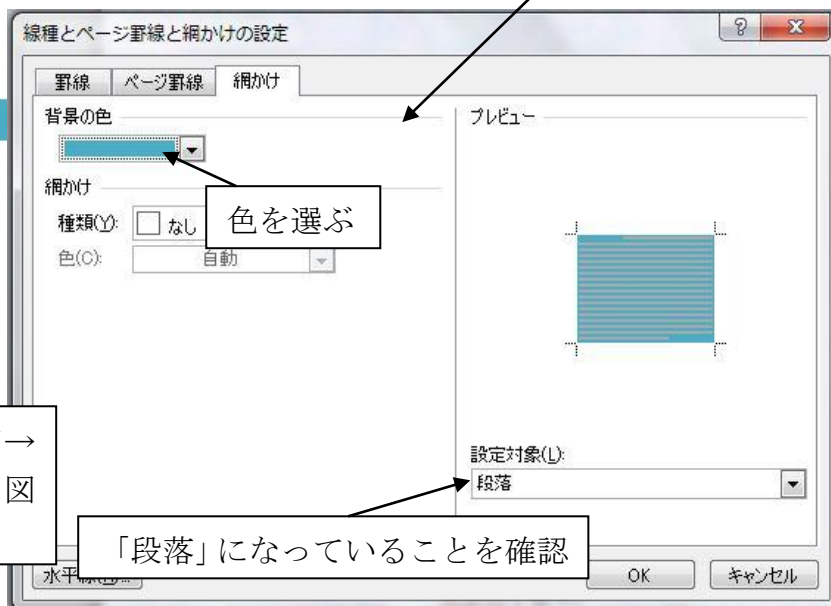 線種とページ罫線と網かけの設定
罫線 ページ罫線 網かけ
背景の色
プレビュー
色を選ぶ
網かけ
種類(Y): なし
色(C): 自動
→
図
設定対象(L):
段落
「段落」になっていることを確認
水平線
OK キャンセル